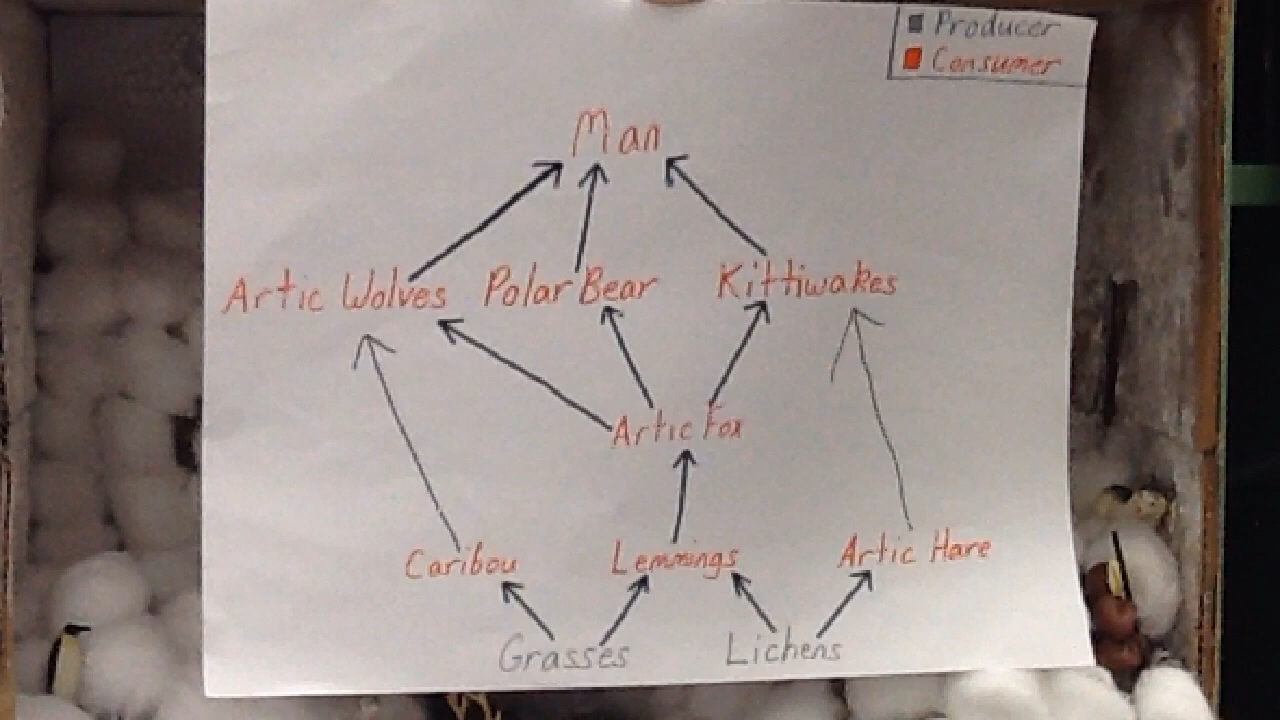 Producer
Consumer
Man
Artic Wolves
Polar Bear
Kittiwakes
Artic Fox
Caribou
Lemmings
Artic Hare
Grasses
Lichens